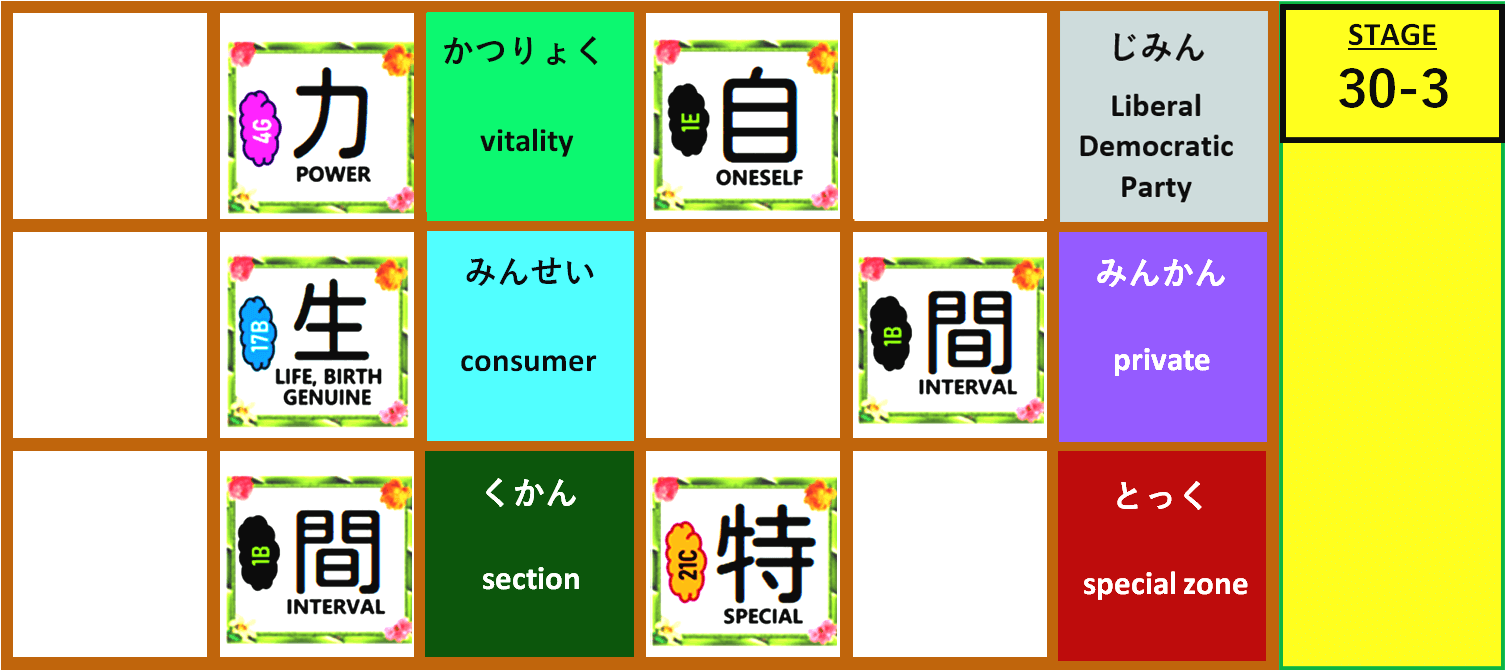 4G
力
POWER
かつりょく
vitality
1E
自
ONESELF
じみん
Liberal
Democratic
Party
STAGE
30-3
17B
生
LIFE, BIRTH
GENUINE
みんせい
consumer
1B
間
INTERVAL
みんかん
private
1B
間
INTERVAL
くかん
section
21C
特
SPECIAL
とっく
special zone